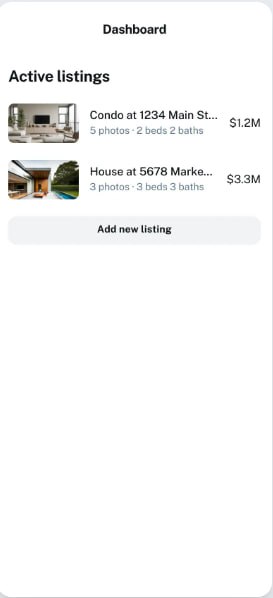 Dashboard
Active listings
Condo at 1234 Main St...
5 photos · 2 beds 2 baths
$1.2M
House at 5678 Marke...
3 photos · 3 beds 3 baths
$3.3M
Add new listing